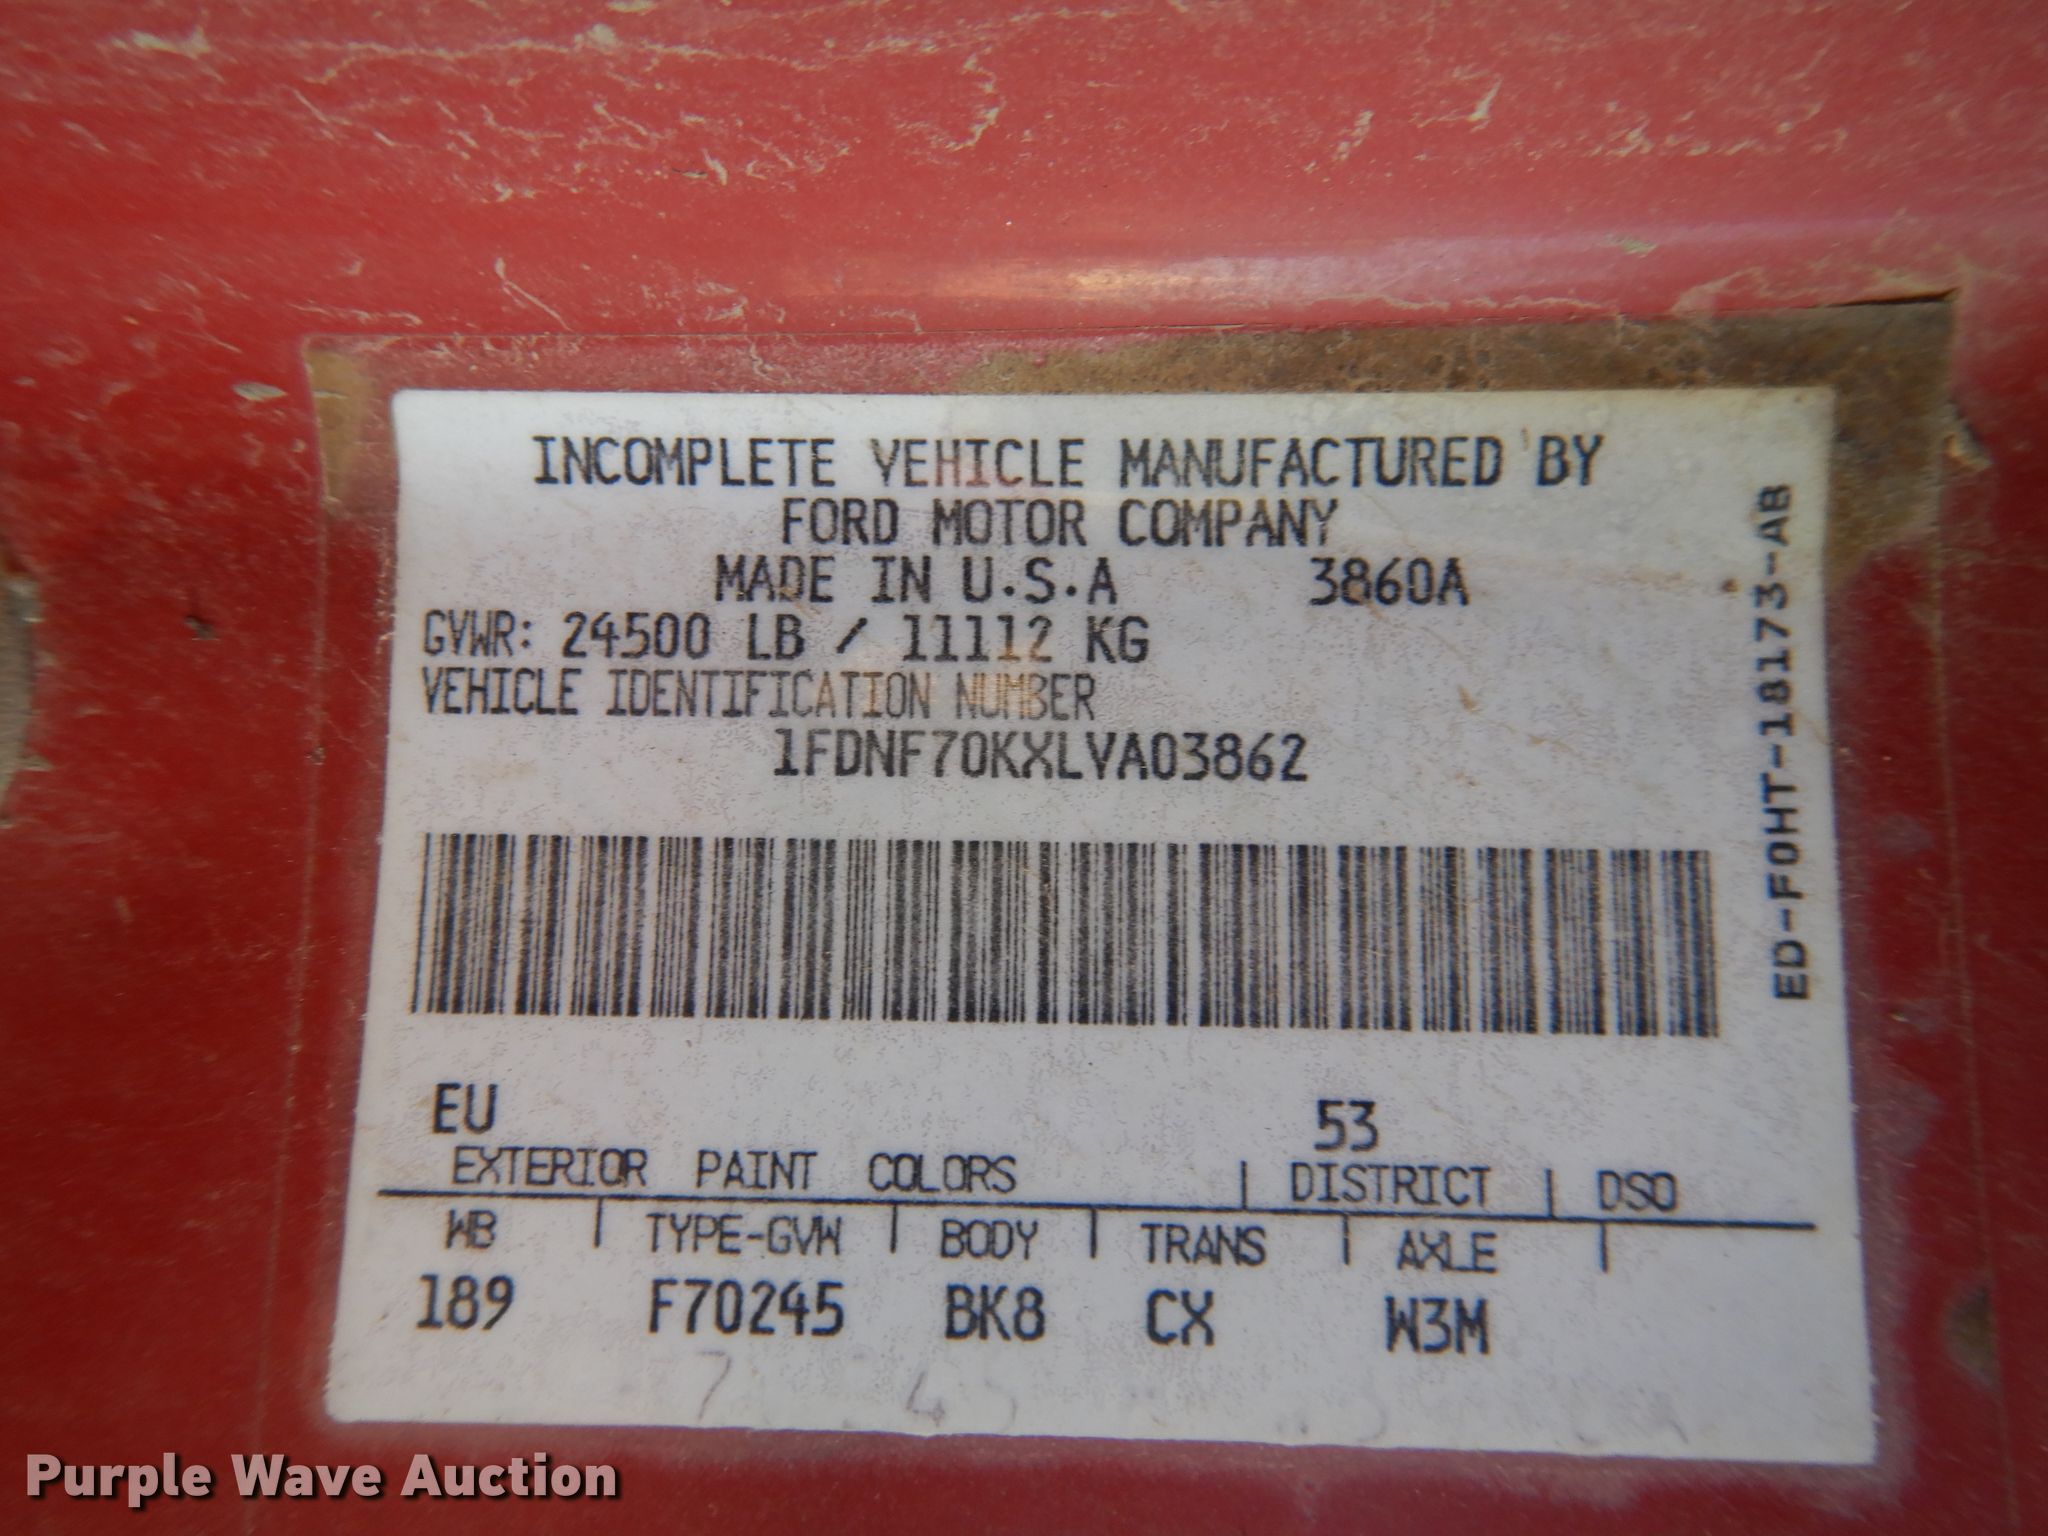 INCOMPLETE VEHICLE MANUFACTURED BY
FORD MOTOR COMPANY
MADE IN U.S.A 3860A
GVWR: 24500 LB / 11112 KG
VEHICLE IDENTIFICATION NUMBER
1FDNF70KXLVA03862
ED-F0HT-18173-AB
EU 53
EXTERIOR PAINT COLORS | DISTRICT | DSO
WB | TYPE-GVW | BODY | TRANS | AXLE |
189 F70245 BK8 CX W3M
Purple Wave Auction